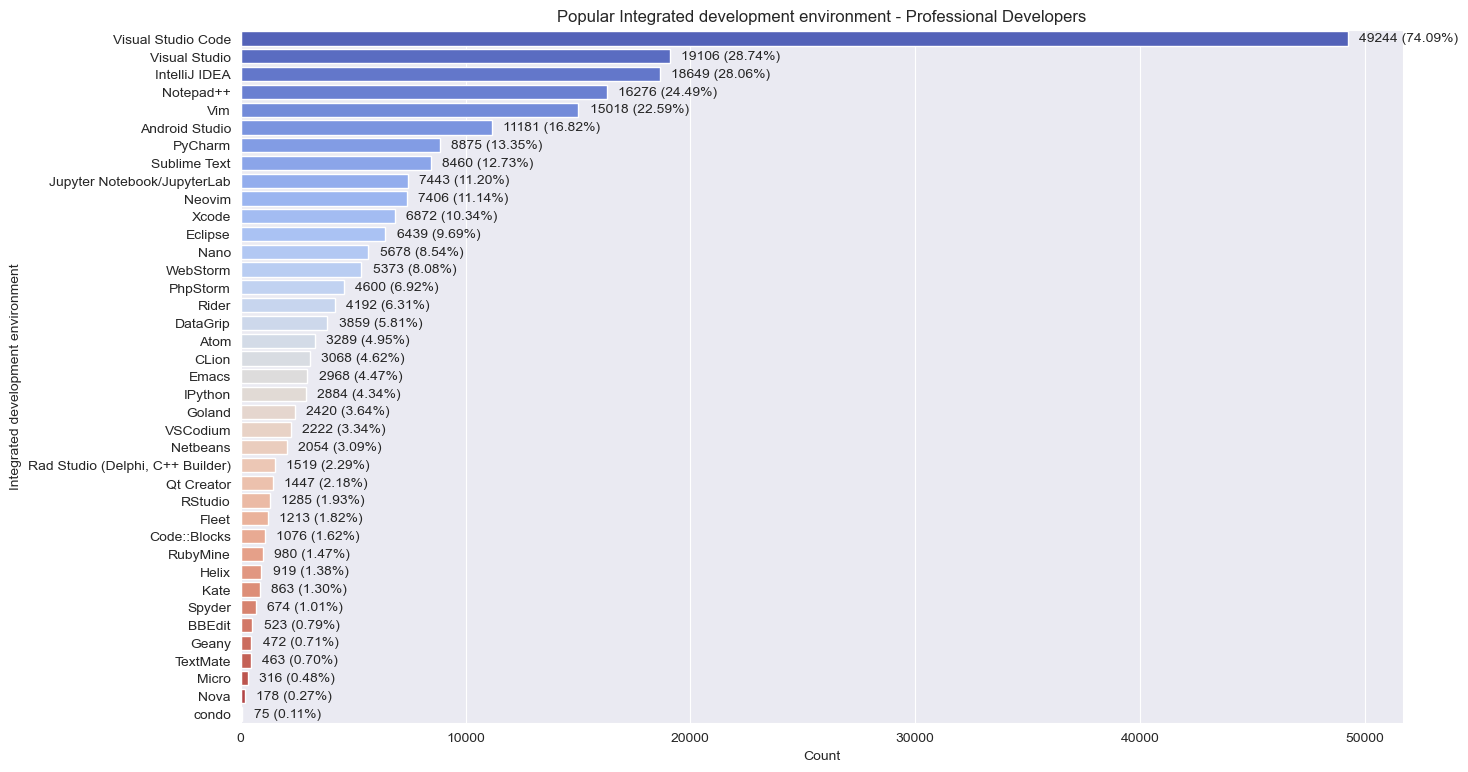 Popular Integrated development environment - Professional Developers
Visual Studio Code 49244 (74.09%)
Visual Studio 19106 (28.74%)
IntelliJ IDEA 18649 (28.06%)
Notepad++ 16276 (24.49%)
Vim 15018 (22.59%)
Android Studio 11181 (16.82%)
PyCharm 8875 (13.35%)
Sublime Text 8460 (12.73%)
Jupyter Notebook/JupyterLab 7443 (11.20%)
Neovim 7406 (11.14%)
Xcode 6872 (10.34%)
Eclipse 6439 (9.69%)
Nano 5678 (8.54%)
WebStorm 5373 (8.08%)
PhpStorm 4600 (6.92%)
Rider 4192 (6.31%)
DataGrip 3859 (5.81%)
Atom 3289 (4.95%)
CLion 3068 (4.62%)
Emacs 2968 (4.47%)
IPython 2884 (4.34%)
Goland 2420 (3.64%)
VSCodium 2222 (3.34%)
Netbeans 2054 (3.09%)
Rad Studio (Delphi, C++ Builder) 1519 (2.29%)
Qt Creator 1447 (2.18%)
RStudio 1285 (1.93%)
Fleet 1213 (1.82%)
Code::Blocks 1076 (1.62%)
RubyMine 980 (1.47%)
Helix 919 (1.38%)
Kate 863 (1.30%)
Spyder 674 (1.01%)
BBEdit 523 (0.79%)
Geany 472 (0.71%)
TextMate 463 (0.70%)
Micro 316 (0.48%)
Nova 178 (0.27%)
condo 75 (0.11%)
0 10000 20000 30000 40000 50000
Count
Integrated development environment